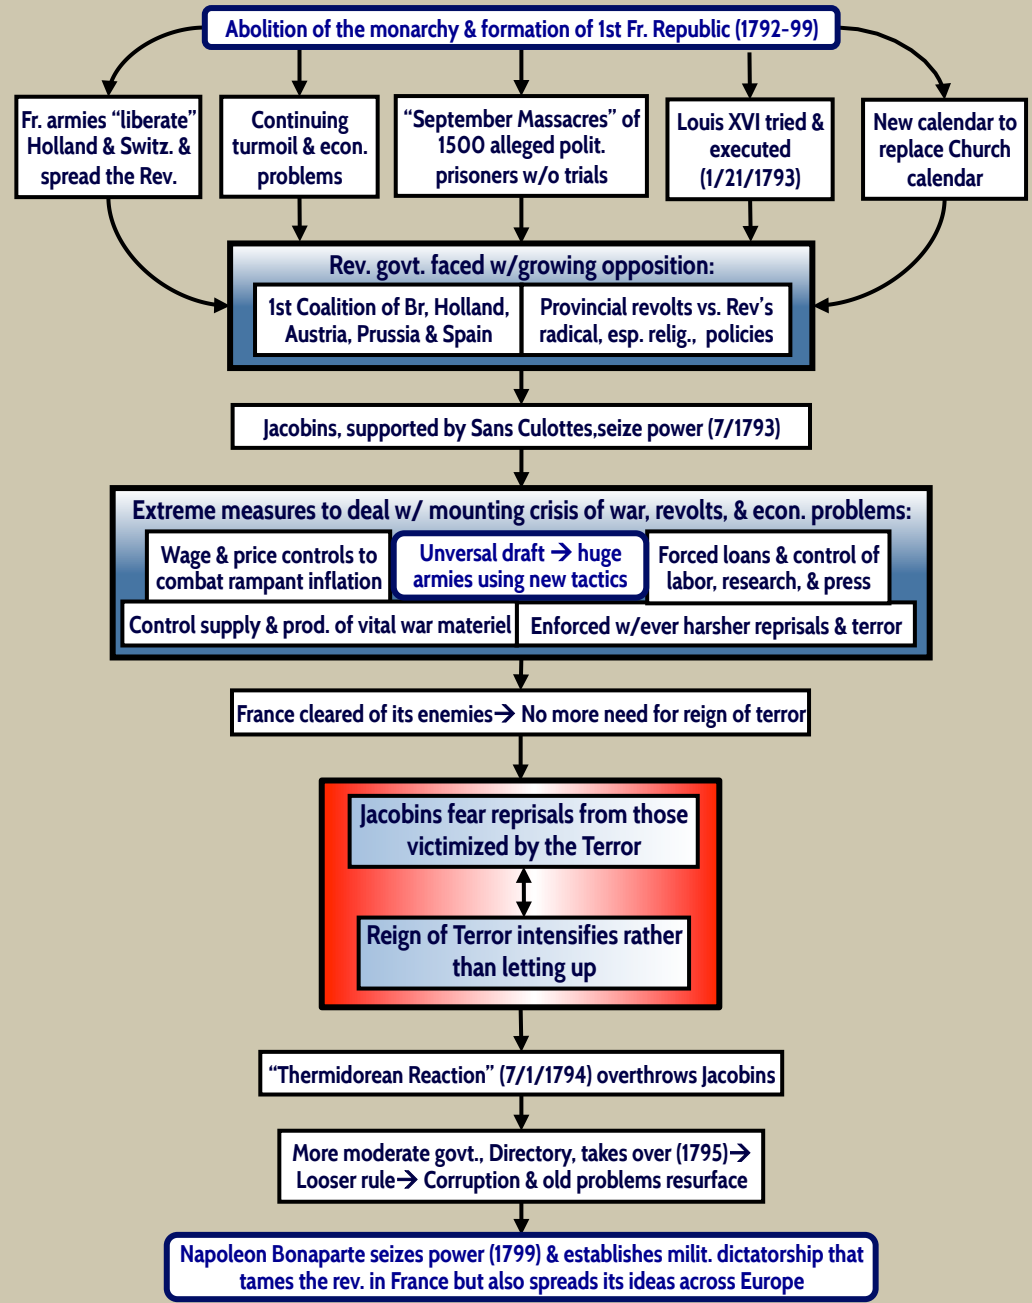 Abolition of the monarchy & formation of 1st Fr. Republic (1792-99)
Fr. armies “liberate”
Holland & Switz. &
spread the Rev.
Continuing
turmoil & econ.
problems
“September Massacres” of
1500 alleged polit.
prisoners w/o trials
Louis XVI tried &
executed
(1/21/1793)
New calendar to
replace Church
calendar
Rev. govt. faced w/growing opposition:
1st Coalition of Br, Holland,
Austria, Prussia & Spain
Provincial revolts vs. Rev’s
radical, esp. relig., policies
Jacobins, supported by Sans Culottes,seize power (7/1793)
Extreme measures to deal w/ mounting crisis of war, revolts, & econ. problems:
Wage & price controls to
combat rampant inflation
Unversal draft → huge
armies using new tactics
Forced loans & control of
labor, research, & press
Control supply & prod. of vital war materiel
Enforced w/ever harsher reprisals & terror
France cleared of its enemies→ No more need for reign of terror
Jacobins fear reprisals from those
victimized by the Terror
Reign of Terror intensifies rather
than letting up
“Thermidorean Reaction” (7/1/1794) overthrows Jacobins
More moderate govt., Directory, takes over (1795)→
Looser rule→ Corruption & old problems resurface
Napoleon Bonaparte seizes power (1799) & establishes milit. dictatorship that
tames the rev. in France but also spreads its ideas across Europe